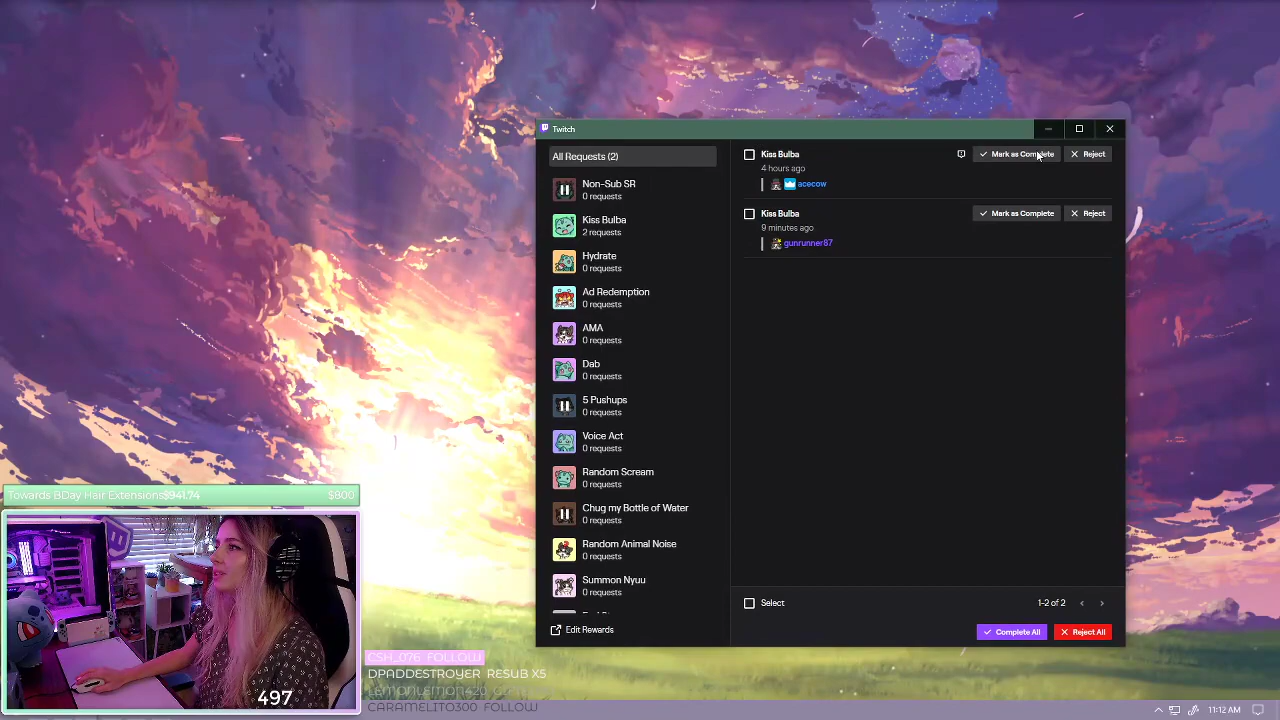 Twitch
All Requests (2)
Non-Sub SR
0 requests
Kiss Bulba
2 requests
Hydrate
0 requests
Ad Redemption
0 requests
AMA
0 requests
Dab
0 requests
5 Pushups
0 requests
Voice Act
0 requests
Random Scream
0 requests
Chug my Bottle of Water
0 requests
Random Animal Noise
0 requests
Summon Nyuu
0 requests
Edit Rewards
Kiss Bulba
Mark as Complete
Reject
4 hours ago
acecow
Kiss Bulba
Mark as Complete
Reject
9 minutes ago
gunrunner87
Select
1-2 of 2
Complete All
Reject All
Towards BDay Hair Extensions $941.74
$800
497
CSH_076 FOLLOW
DPADDESTROYER RESUB X5
CARAMELITO300 FOLLOW
11:12 AM